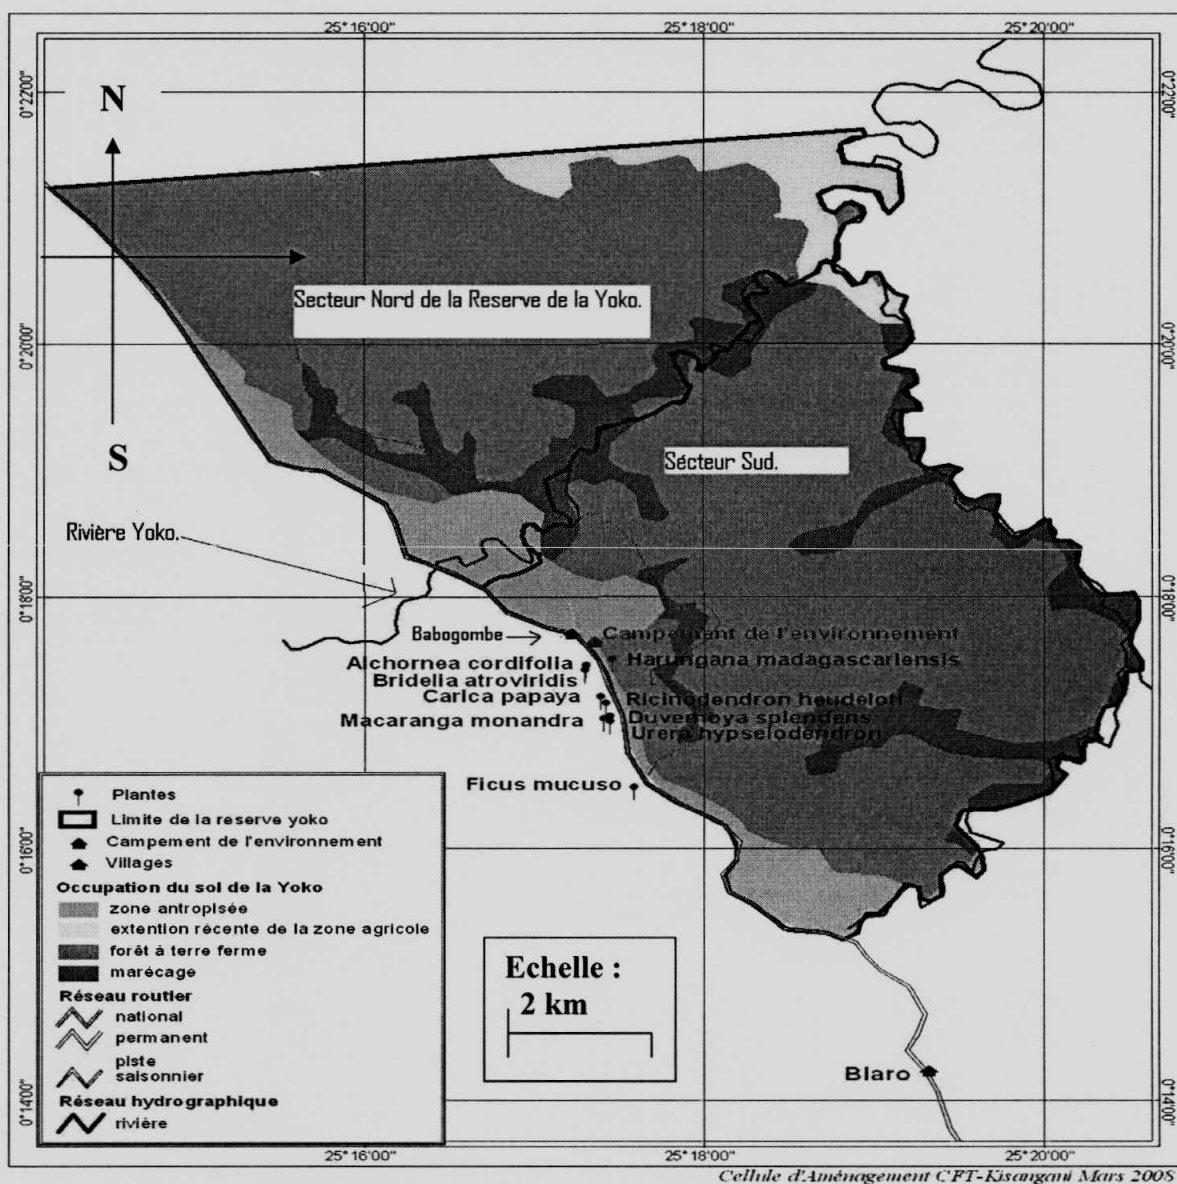 25°16'00" 25°18'00" 25°20'00"
0°22'00" 0°22'00"
N
Secteur Nord de la Reserve de la Yoko.
0°20'00" 0°20'00"
S
Sécteur Sud.
Rivière Yoko.
0°18'00" 0°18'00"
Babogombe
Campement de l'environnement
Alchornea cordifolia
Harungana madagascariensis
Bridelia atroviridis
Carica papaya
Ricinodendron heudeloti
Macaranga monandra
Duvernoya splendens
Urera hypselodendron
Ficus mucuso
Plantes
Limite de la reserve yoko
Campement de l'environnement
Villages
0°16'00" 0°16'00"
Occupation du sol de la Yoko
zone antropisée
extention récente de la zone agricole
forêt à terre ferme
marécage
Réseau routier
national
permanent
piste
saisonnier
Réseau hydrographique
rivière
Echelle :
2 km
Biaro
0°14'00" 0°14'00"
25°16'00" 25°18'00" 25°20'00"
Cellule d'Aménagement CFT-Kisangani Mars 2008